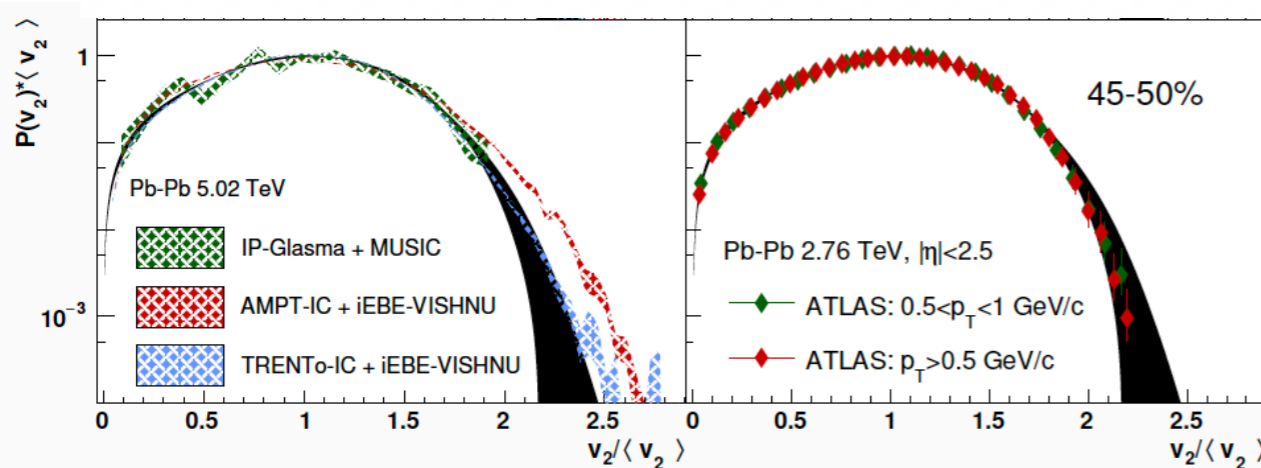 P(v₂)*⟨ v₂ ⟩
1
10⁻³
Pb-Pb 5.02 TeV
IP-Glasma + MUSIC
AMPT-IC + iEBE-VISHNU
TRENTo-IC + iEBE-VISHNU
0 0.5 1 1.5 2 2.5
v₂/⟨ v₂ ⟩
45-50%
Pb-Pb 2.76 TeV, |η|<2.5
ATLAS: 0.5<p_T<1 GeV/c
ATLAS: p_T>0.5 GeV/c
0 0.5 1 1.5 2 2.5
v₂/⟨ v₂ ⟩